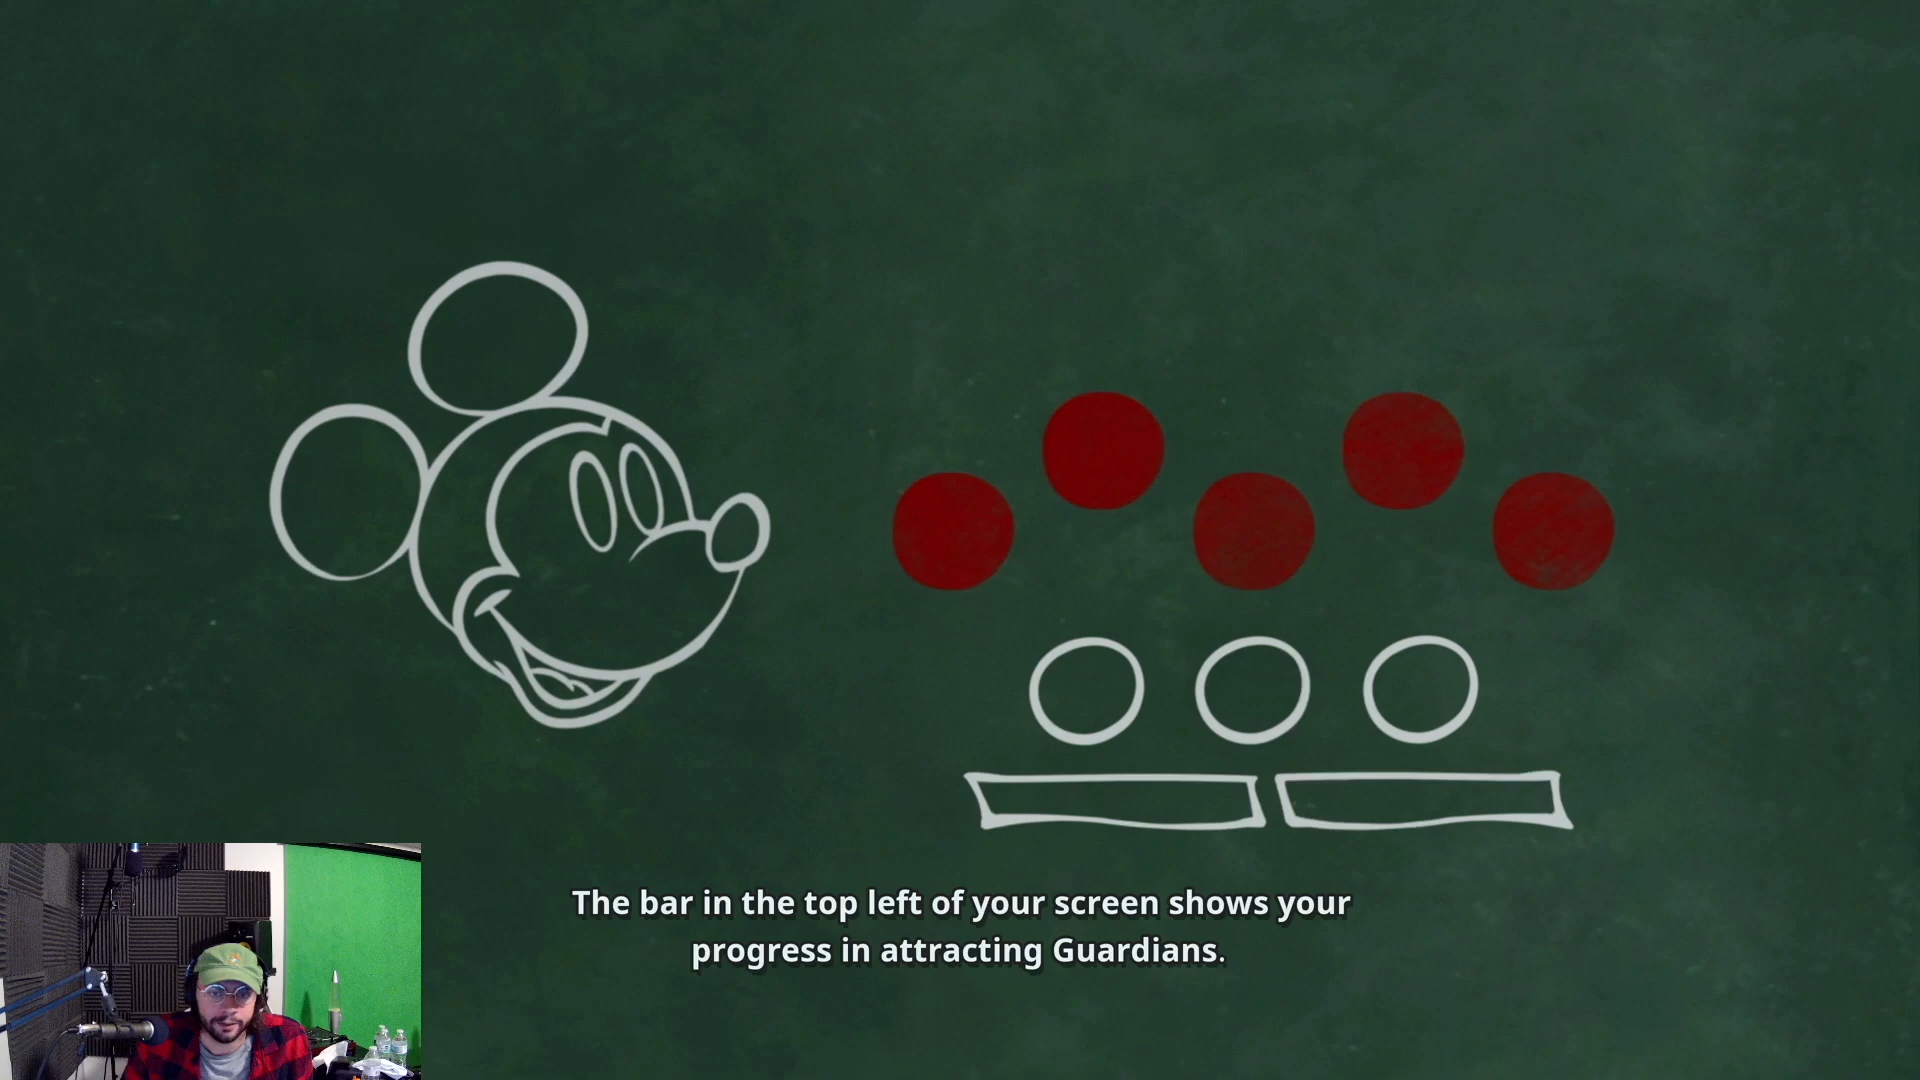 The bar in the top left of your screen shows your
progress in attracting Guardians.